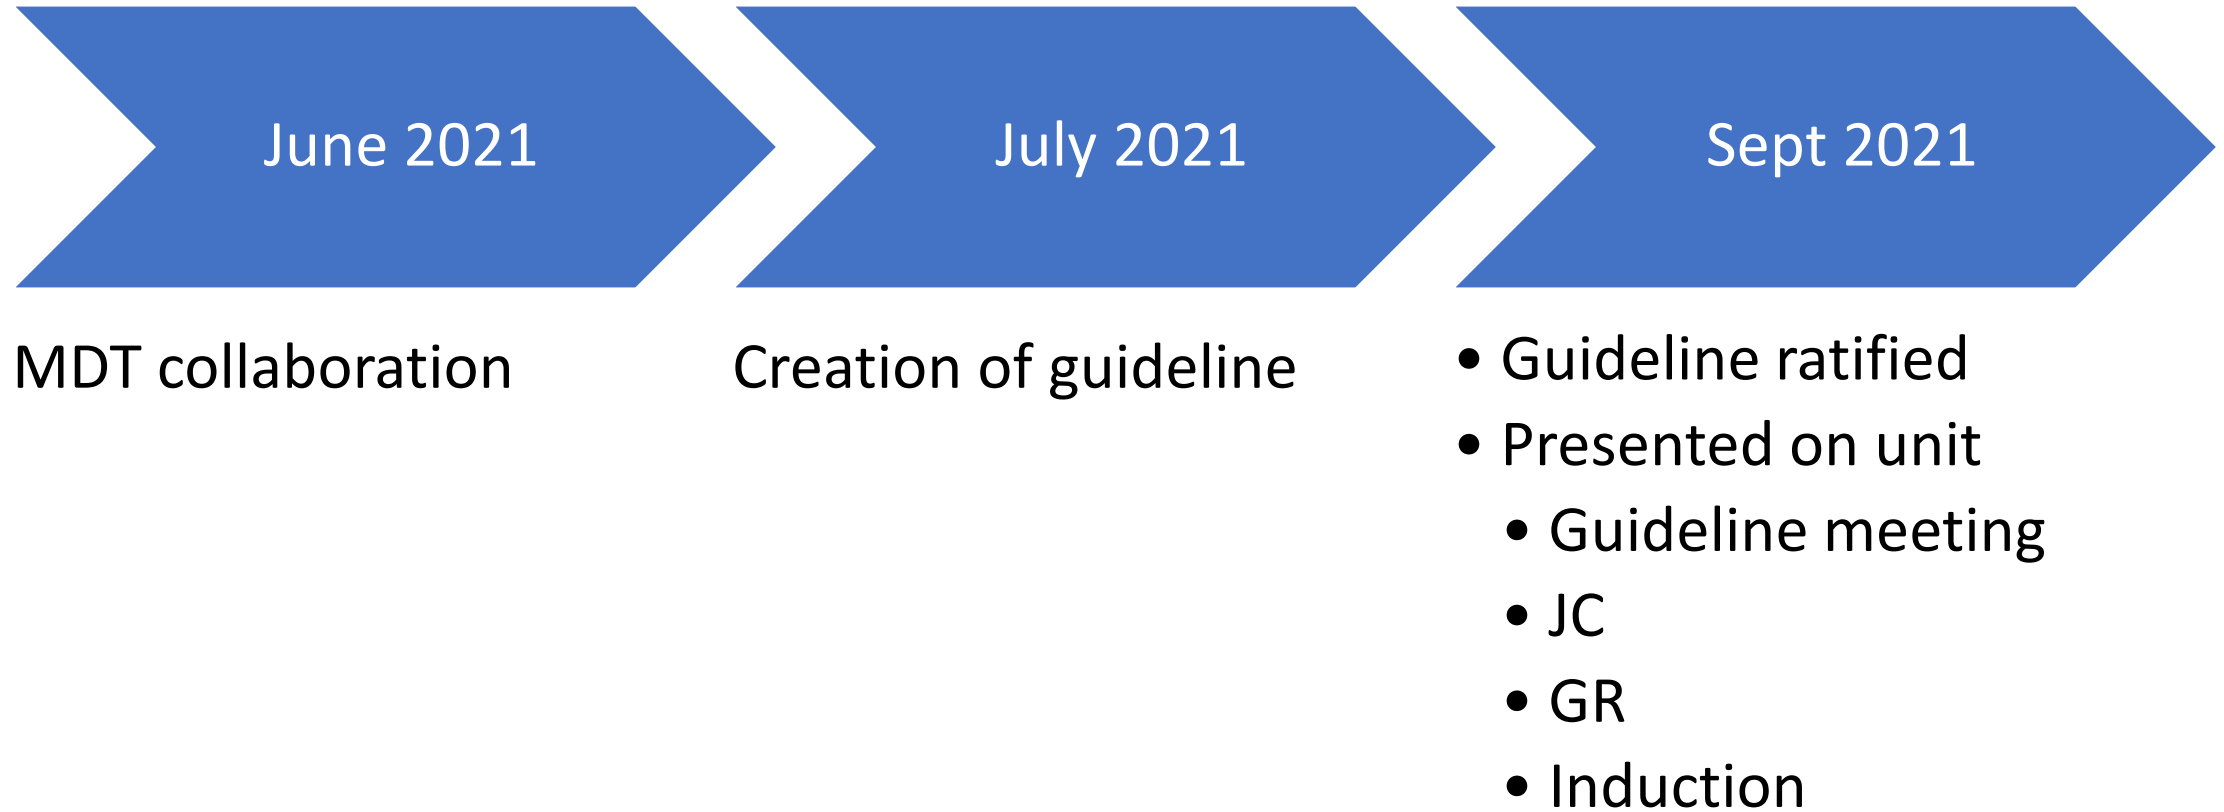 June 2021
MDT collaboration
July 2021
Creation of guideline
Sept 2021
• Guideline ratified
• Presented on unit
• Guideline meeting
• JC
• GR
• Induction